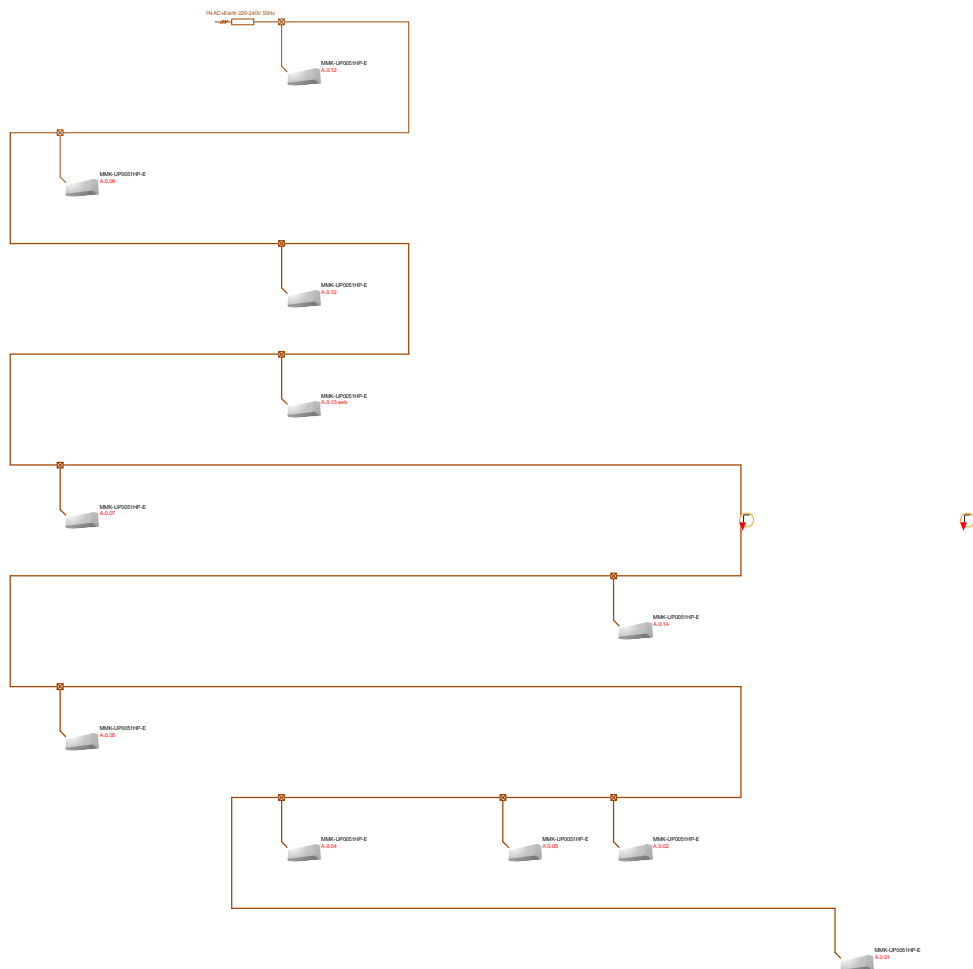 1N AC+Earth 220-240V 50Hz
MMK-UP0051HP-E
A.0.12
MMK-UP0051HP-E
A.0.08
MMK-UP0051HP-E
A.0.12
MMK-UP0051HP-E
A.0.13.a+b
MMK-UP0051HP-E
A.0.07
MMK-UP0051HP-E
A.0.14
MMK-UP0051HP-E
A.0.05
MMK-UP0051HP-E
A.0.04
MMK-UP0051HP-E
A.0.03
MMK-UP0051HP-E
A.0.02
MMK-UP0051HP-E
A.0.01